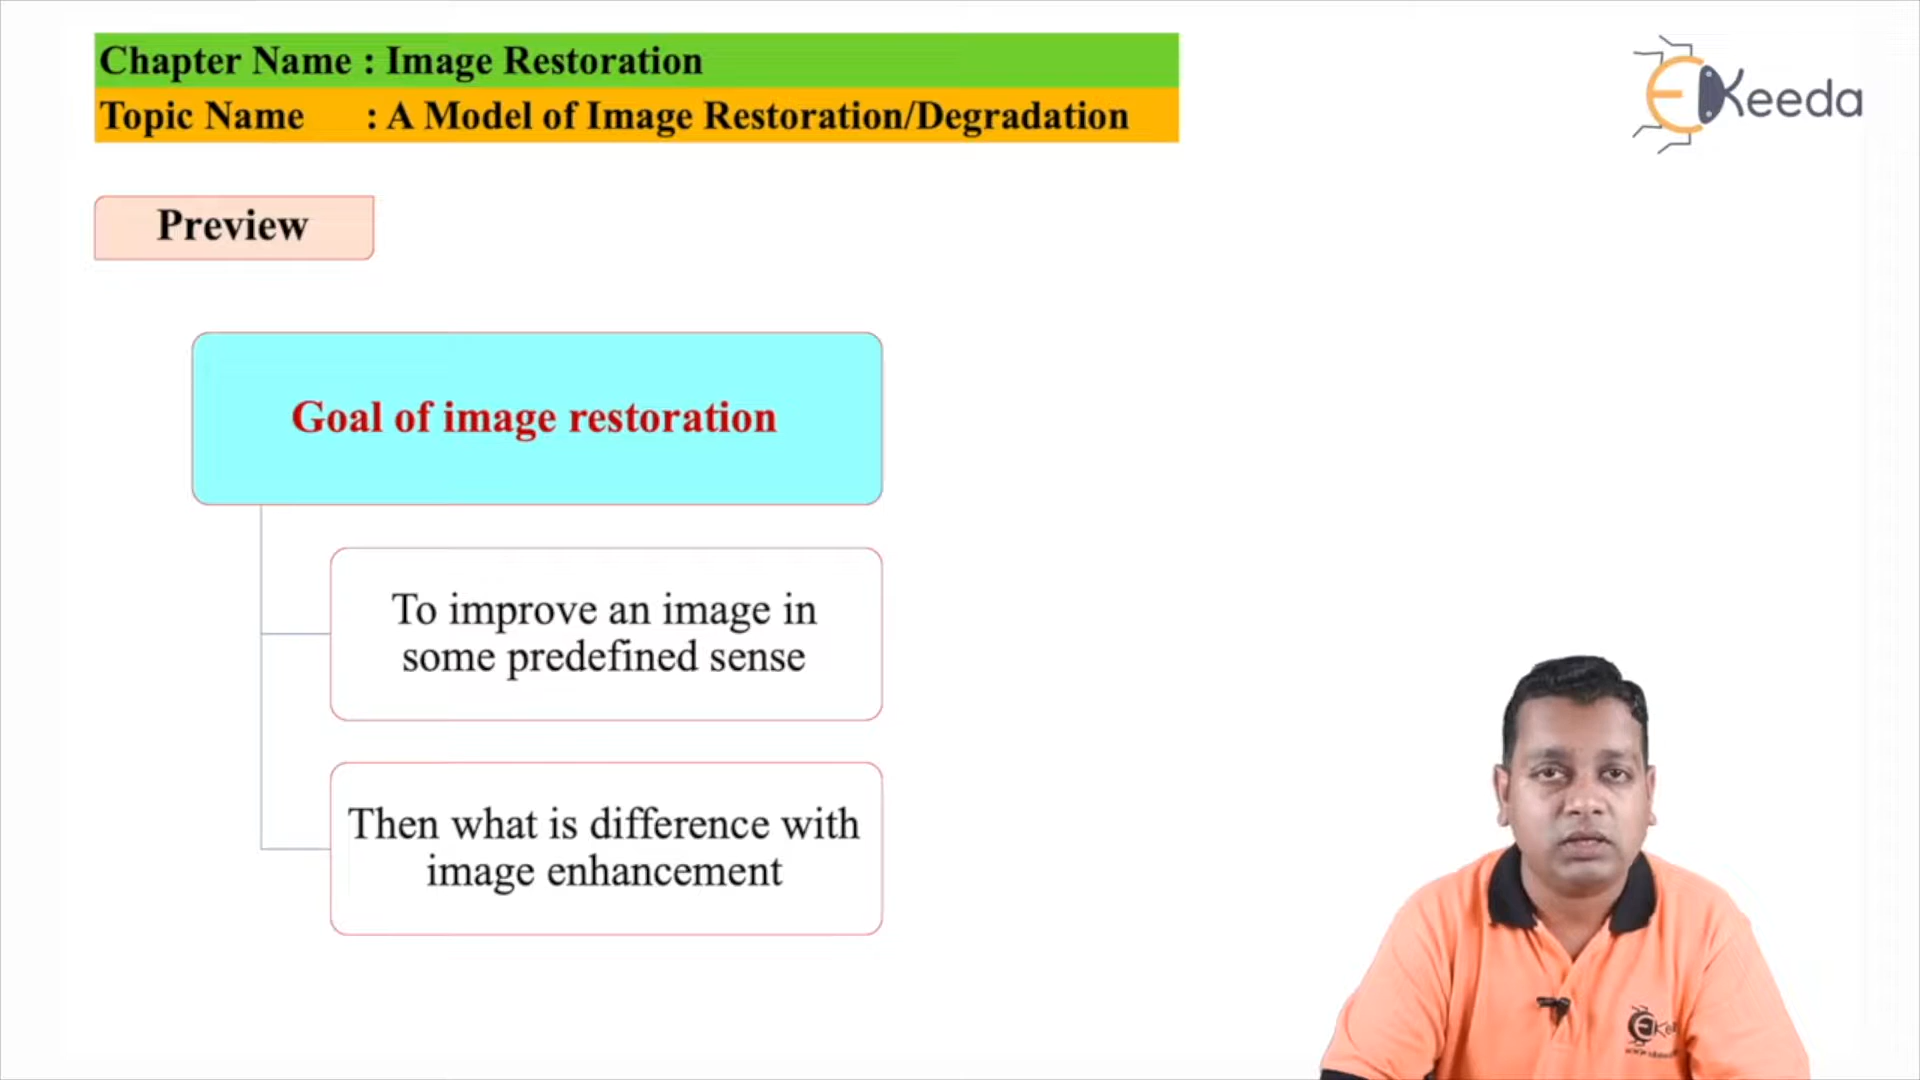 Chapter Name : Image Restoration
Topic Name : A Model of Image Restoration/Degradation
EKeeda
Preview
Goal of image restoration
To improve an image in
some predefined sense
Then what is difference with
image enhancement